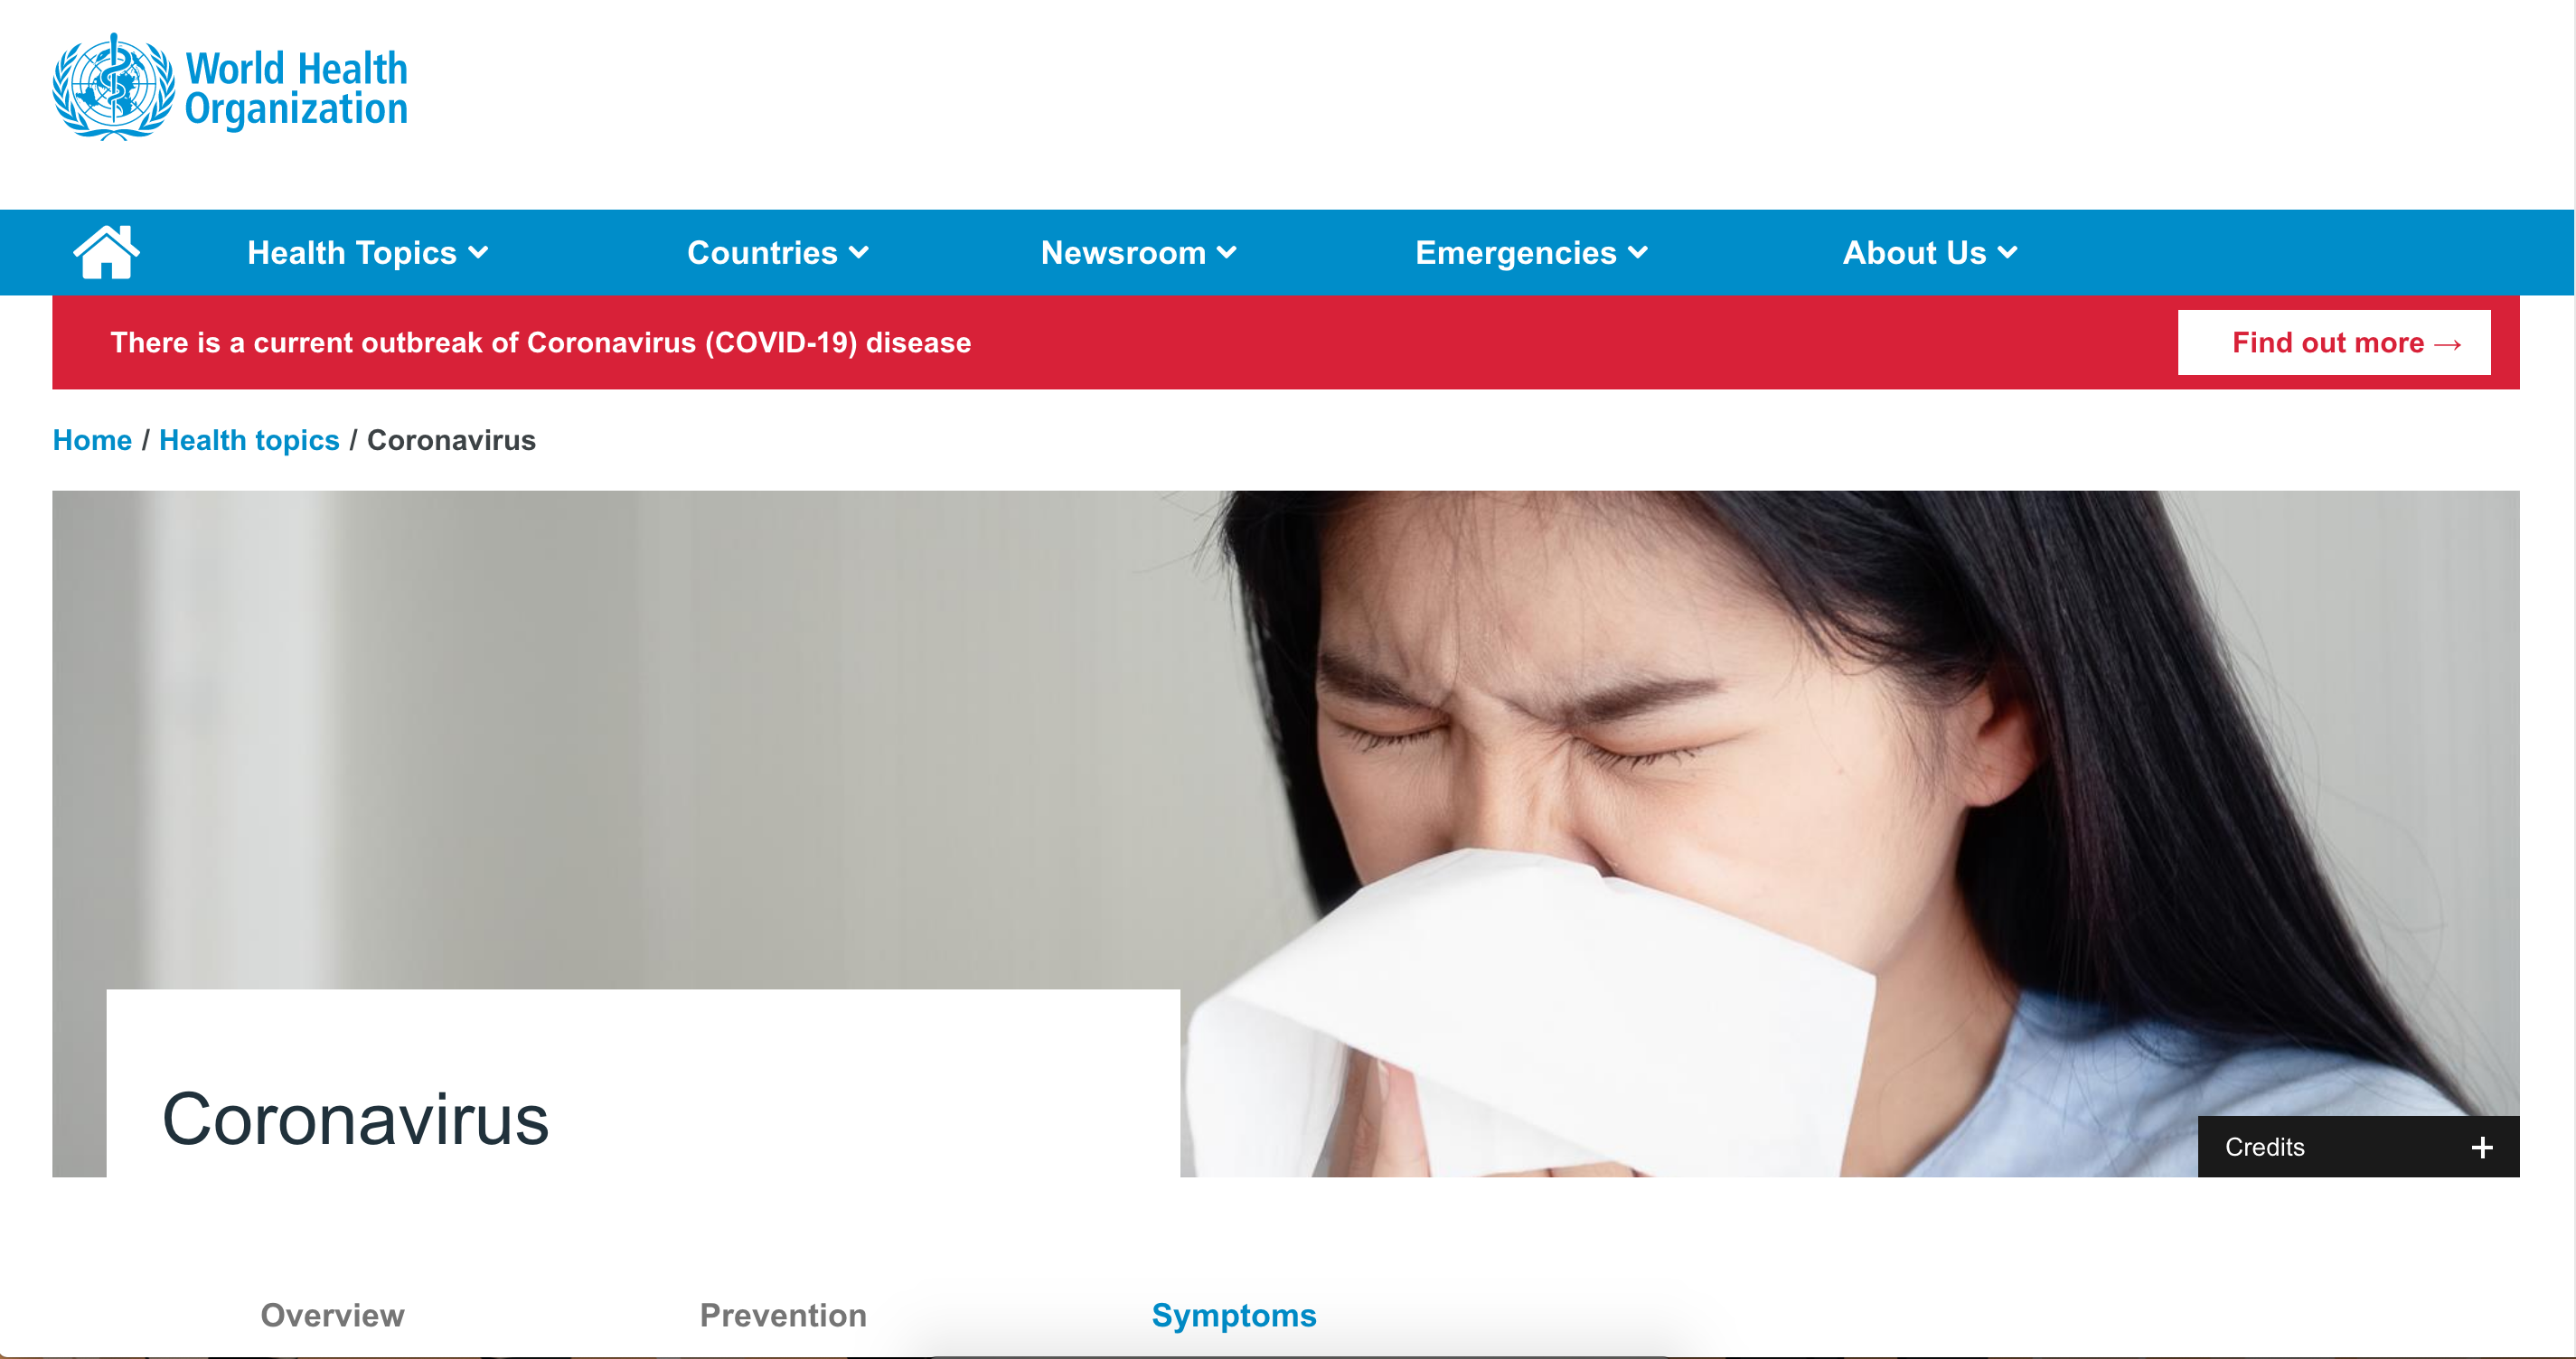 World Health
Organization
Health Topics Countries Newsroom Emergencies About Us
There is a current outbreak of Coronavirus (COVID-19) disease Find out more →
Home / Health topics / Coronavirus
Coronavirus
Credits +
Overview Prevention Symptoms